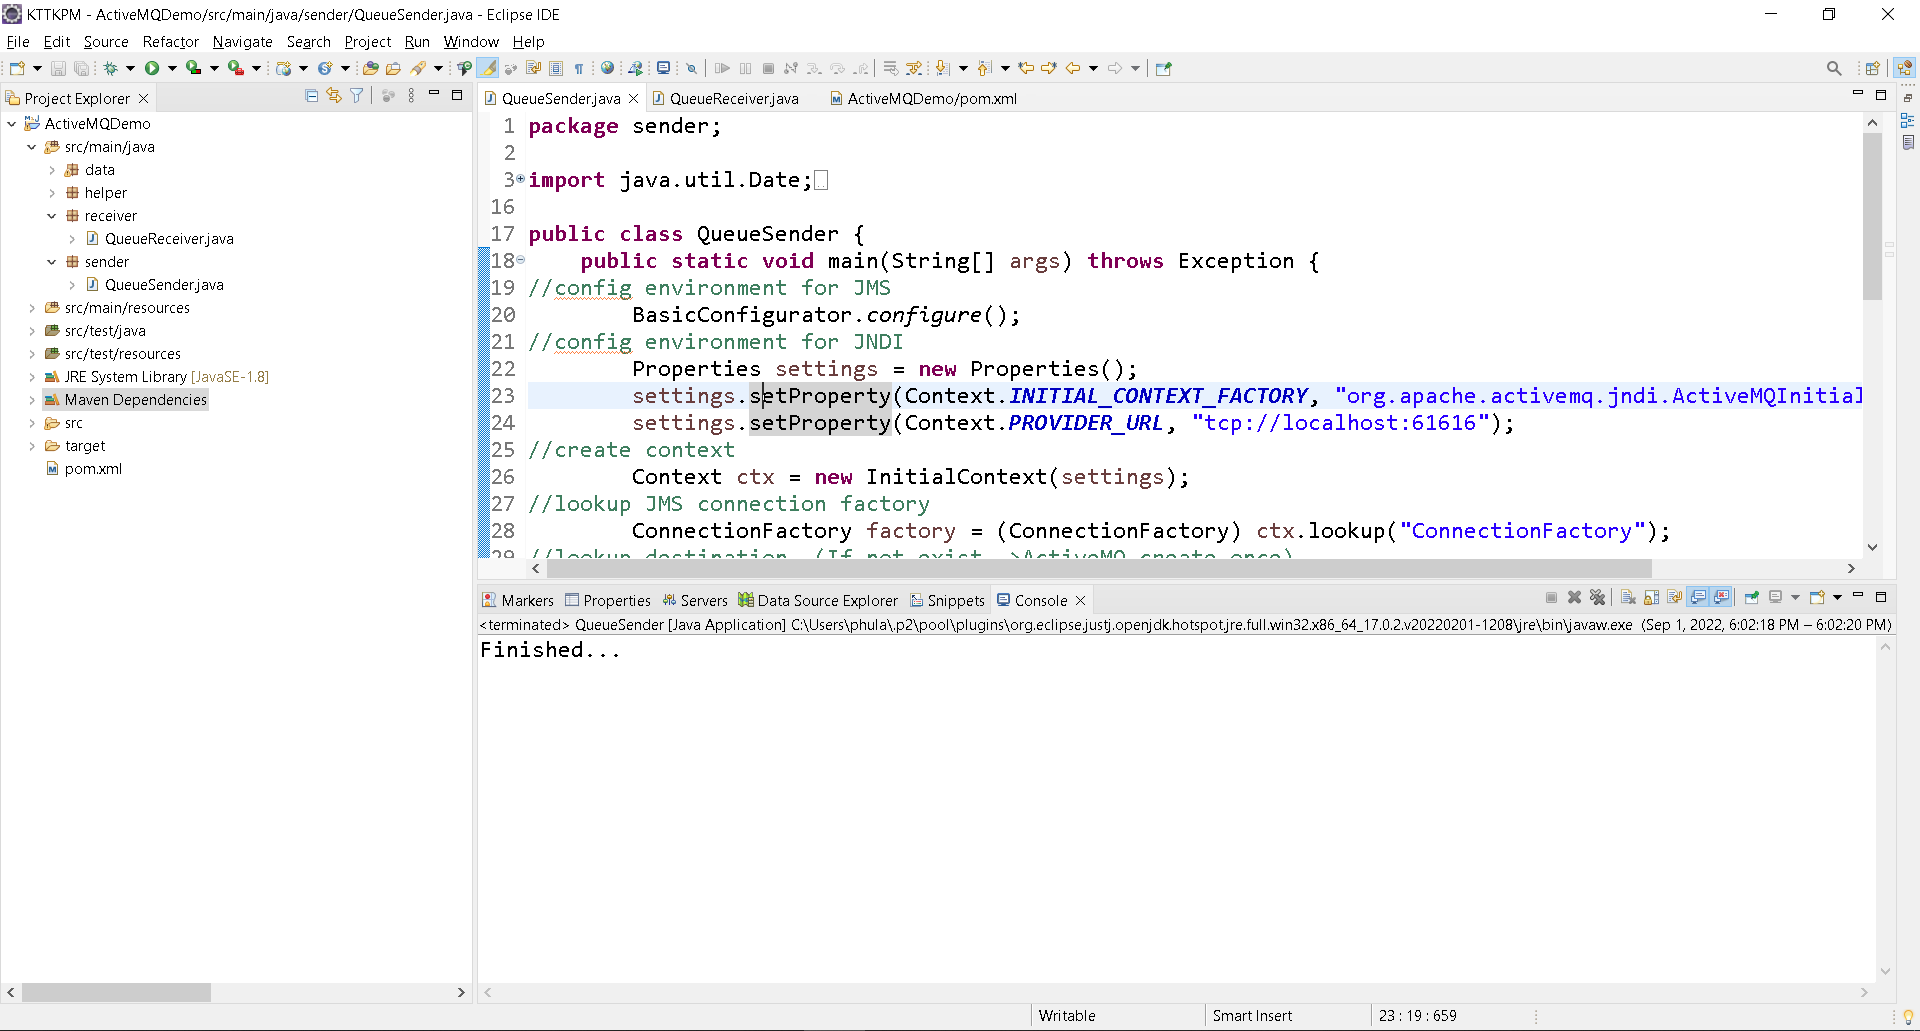 KTTKPM - ActiveMQDemo/src/main/java/sender/QueueSender.java - Eclipse IDE
File Edit Source Refactor Navigate Search Project Run Window Help
Project Explorer
ActiveMQDemo
src/main/java
data
helper
receiver
QueueReceiver.java
sender
QueueSender.java
src/main/resources
src/test/java
src/test/resources
JRE System Library [JavaSE-1.8]
Maven Dependencies
src
target
pom.xml
QueueSender.java QueueReceiver.java ActiveMQDemo/pom.xml
1 package sender;
2
3 import java.util.Date;
16
17 public class QueueSender {
18 public static void main(String[] args) throws Exception {
19 //config environment for JMS
20 BasicConfigurator.configure();
21 //config environment for JNDI
22 Properties settings = new Properties();
23 settings.setProperty(Context.INITIAL_CONTEXT_FACTORY, "org.apache.activemq.jndi.ActiveMQInitial
24 settings.setProperty(Context.PROVIDER_URL, "tcp://localhost:61616");
25 //create context
26 Context ctx = new InitialContext(settings);
27 //lookup JMS connection factory
28 ConnectionFactory factory = (ConnectionFactory) ctx.lookup("ConnectionFactory");
29 //lookup destination. (If not exist-->ActiveMQ create once)
Markers Properties Servers Data Source Explorer Snippets Console
<terminated> QueueSender [Java Application] C:\Users\phula\.p2\pool\plugins\org.eclipse.justj.openjdk.hotspot.jre.full.win32.x86_64_17.0.2.v20220201-1208\jre\bin\javaw.exe (Sep 1, 2022, 6:02:18 PM – 6:02:20 PM)
Finished...
Writable Smart Insert 23 : 19 : 659